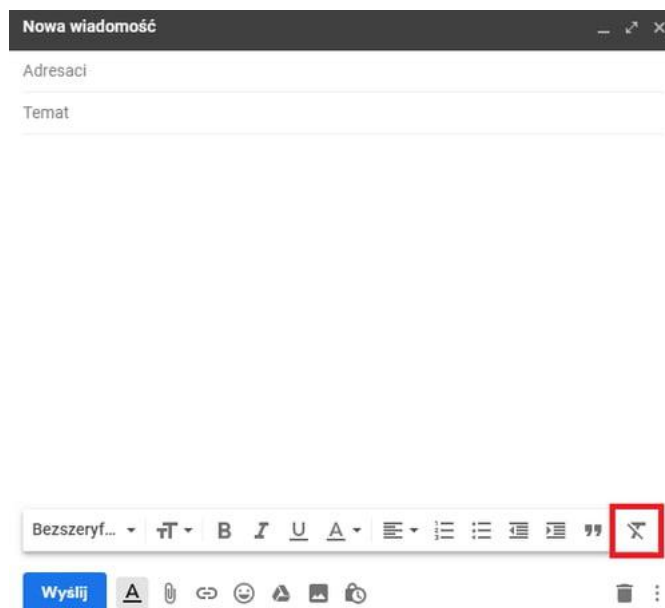 Nowa wiadomość
Adresaci
Temat
Bezszeryf...
Wyślij